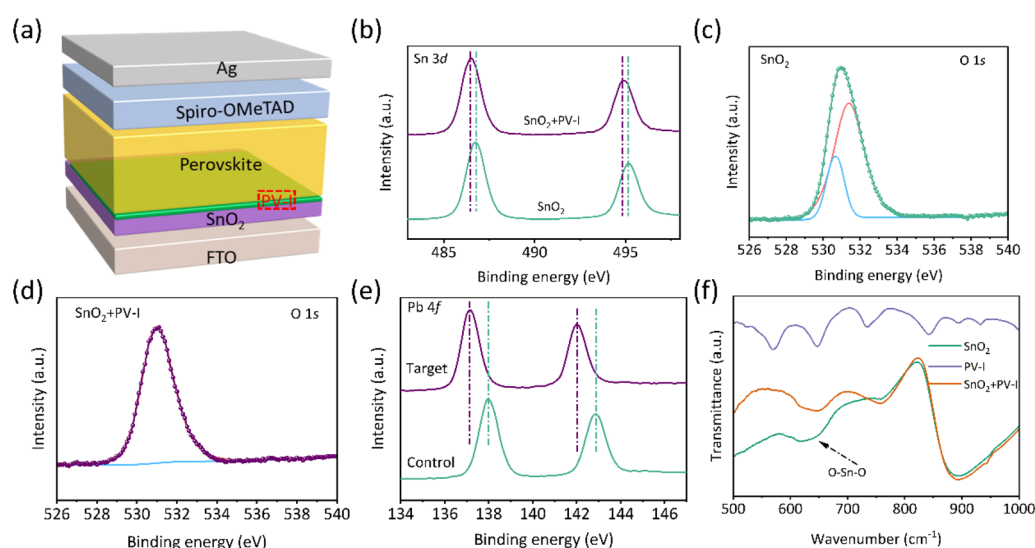 (a)
Ag
Spiro-OMeTAD
Perovskite
PV-I
SnO₂
FTO
(b)
Sn 3d
SnO₂+PV-I
SnO₂
Intensity (a.u.)
485 490 495
Binding energy (eV)
(c)
SnO₂
O 1s
Intensity (a.u.)
526 528 530 532 534 536 538 540
Binding energy (eV)
(d)
SnO₂+PV-I
O 1s
Intensity (a.u.)
526 528 530 532 534 536 538 540
Binding energy (eV)
(e)
Pb 4f
Target
Control
Intensity (a.u.)
134 136 138 140 142 144 146
Binding energy (eV)
(f)
SnO₂
PV-I
SnO₂+PV-I
O-Sn-O
Transmittance (a.u.)
500 600 700 800 900 1000
Wavenumber (cm⁻¹)